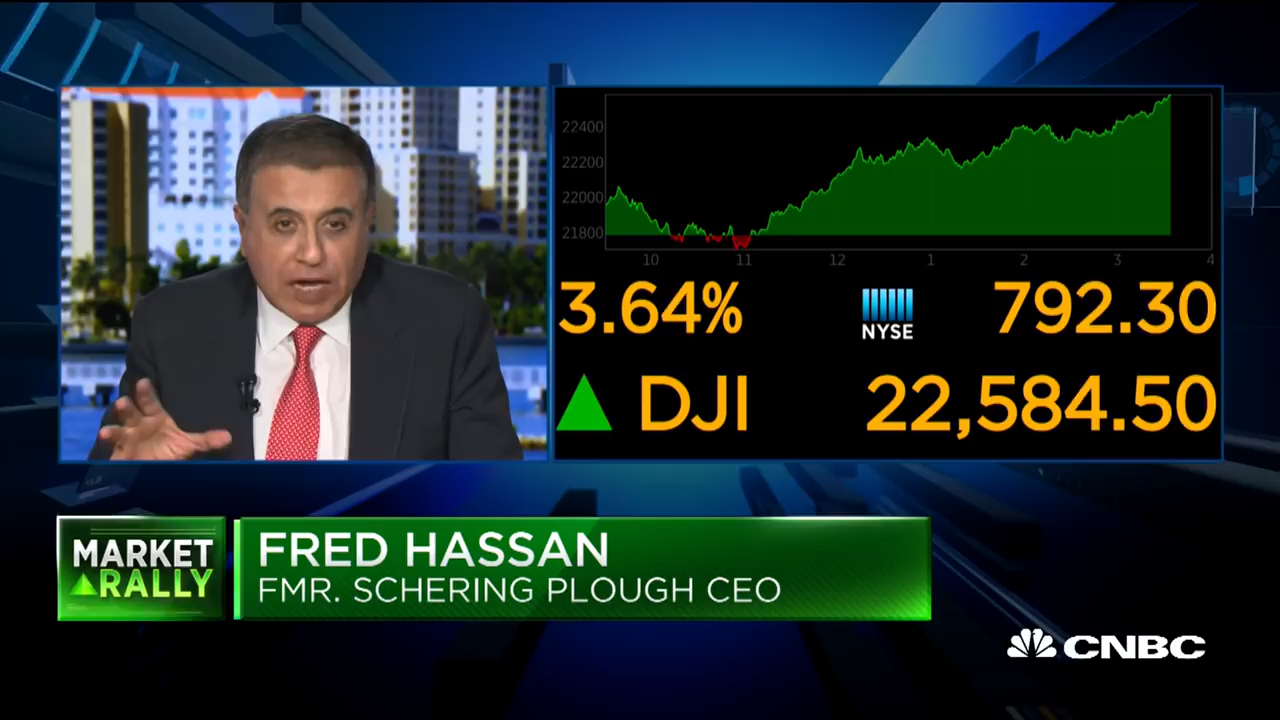 22400
22200
22000
21800
10 11 12 1 2 3 4
3.64% NYSE 792.30
▲ DJI 22,584.50
MARKET
▲RALLY
FRED HASSAN
FMR. SCHERING PLOUGH CEO
CNBC